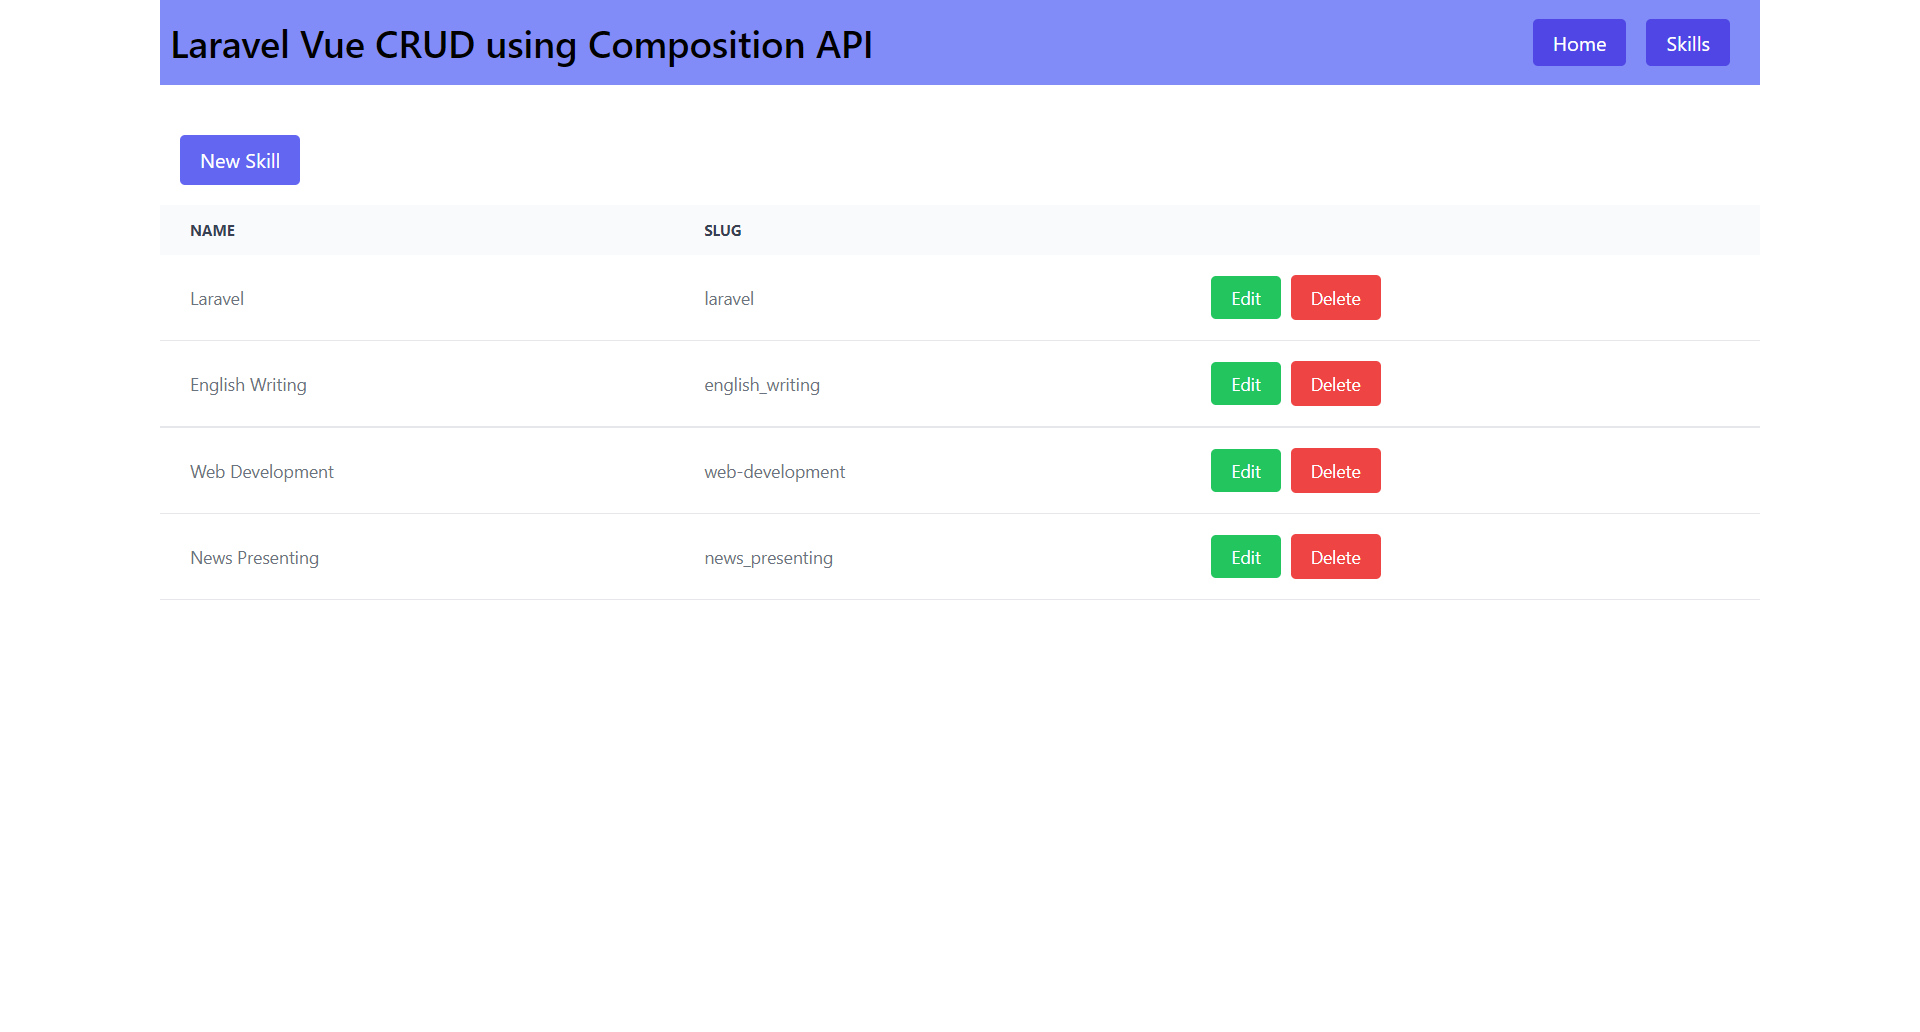 Laravel Vue CRUD using Composition API Home Skills
New Skill
NAME SLUG
Laravel laravel Edit Delete
English Writing english_writing Edit Delete
Web Development web-development Edit Delete
News Presenting news_presenting Edit Delete